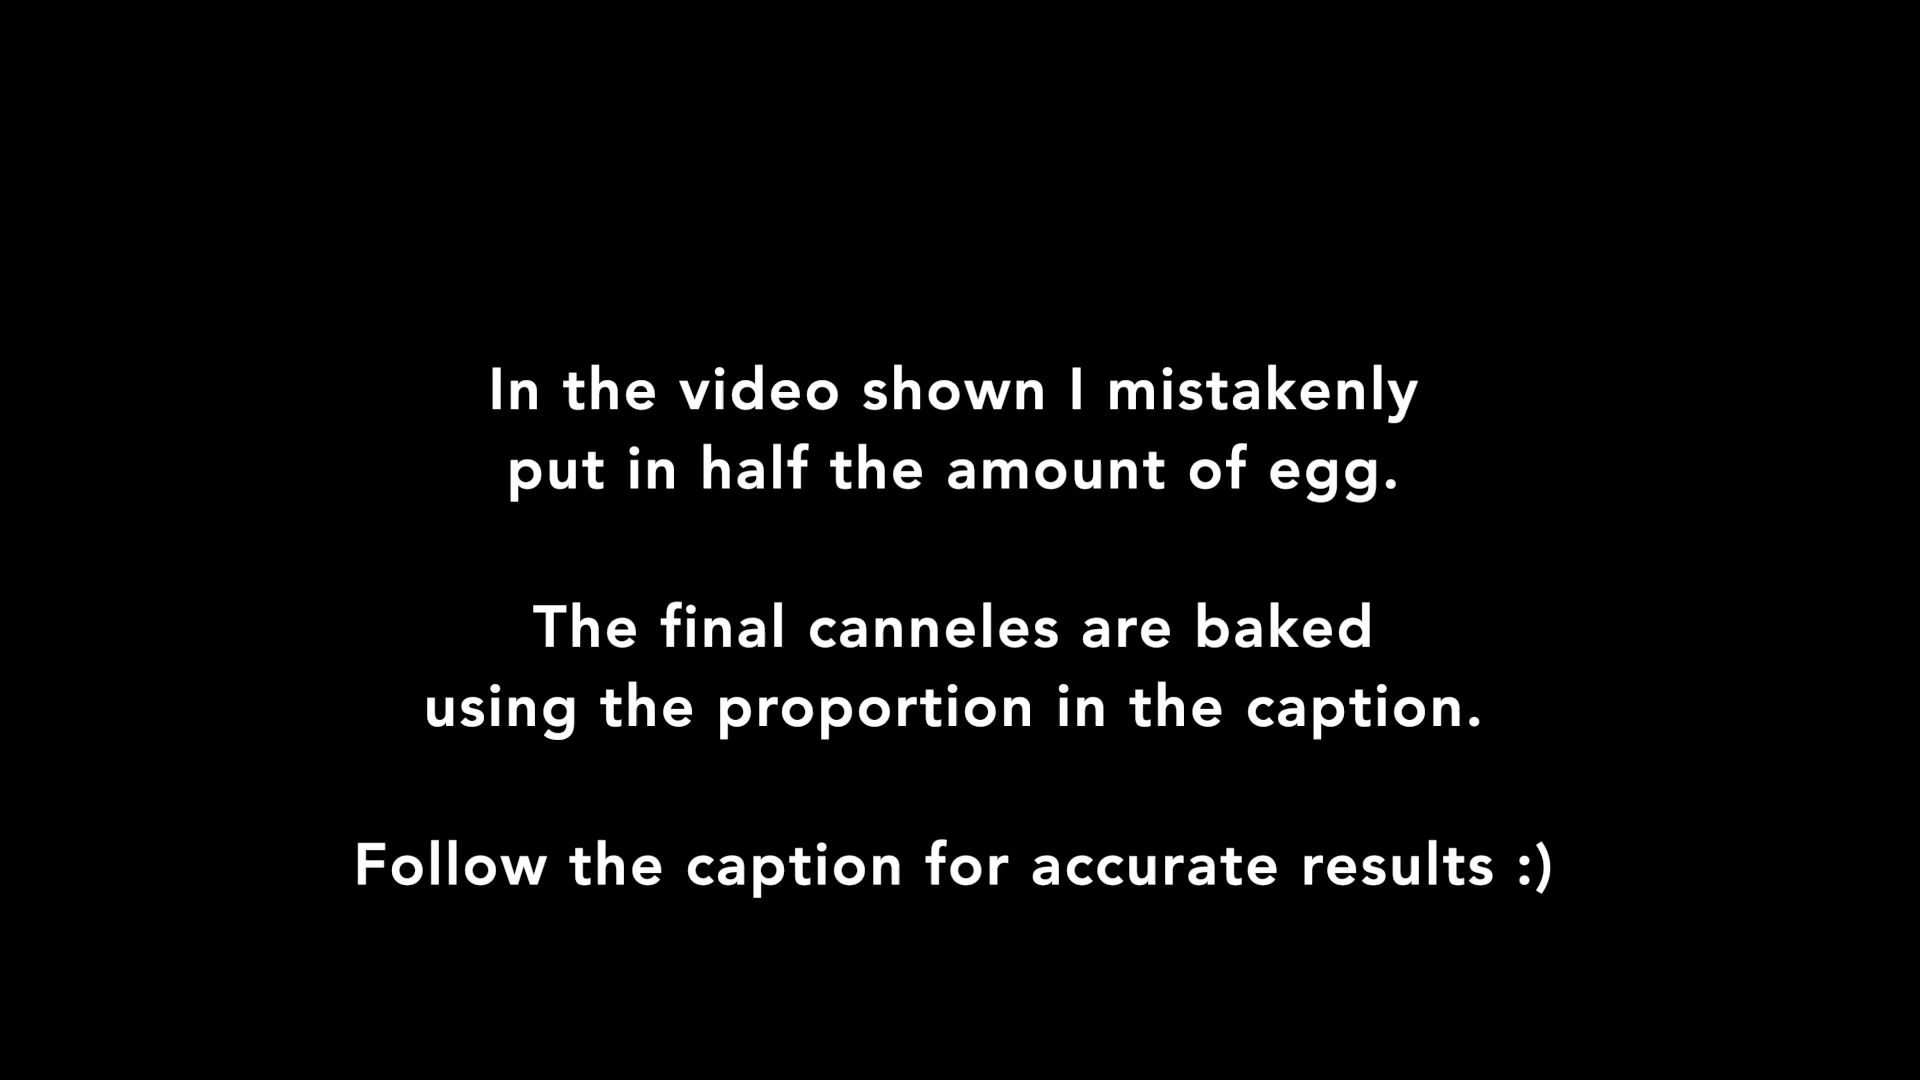 In the video shown I mistakenly
put in half the amount of egg.
The final canneles are baked
using the proportion in the caption.
Follow the caption for accurate results :)